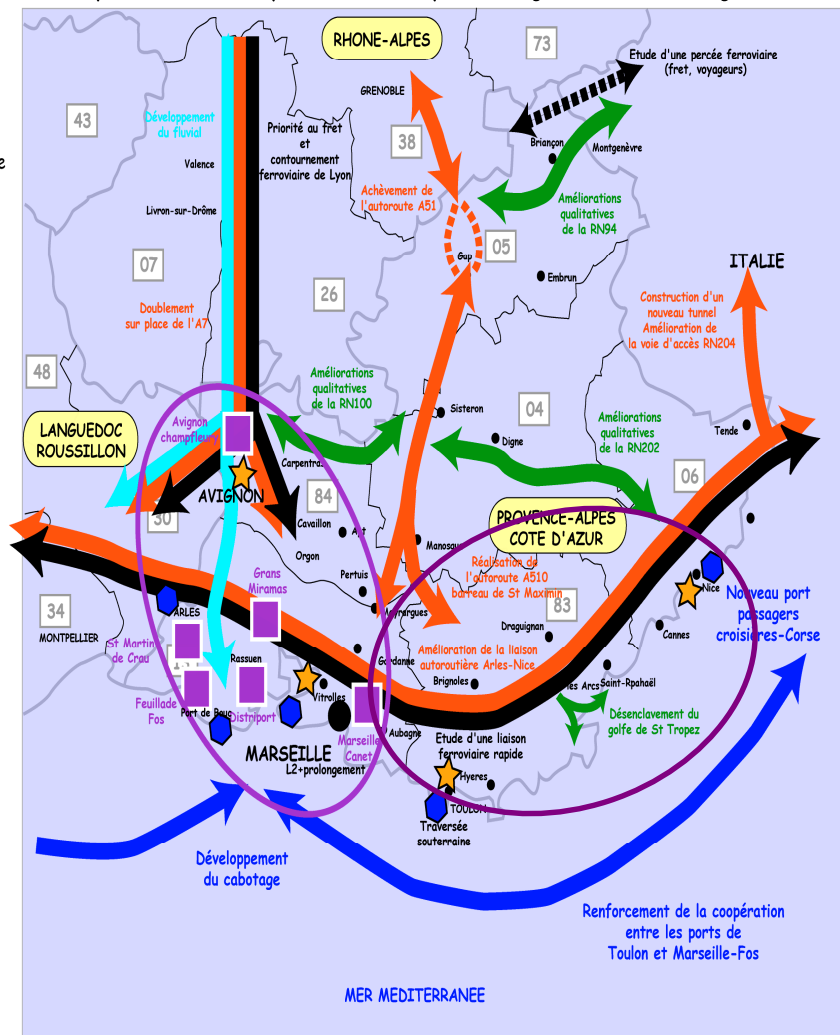 RHONE-ALPES
73
Etude d'une percée ferroviaire
(fret, voyageurs)
GRENOBLE
43
Développement
du fluvial
Priorité au fret
et
contournement
ferroviaire de Lyon
38
Briançon
Montgenèvre
Valence
e
Achèvement de
l'autoroute A51
Améliorations
qualitatives
de la RN94
Livron-sur-Drôme
05
Gap
07
Embrun
ITALIE
26
Doublement
sur place de l'A7
Construction d'un
nouveau tunnel
Amélioration de
la voie d'accès RN204
48
Améliorations
qualitatives
de la RN100
Sisteron
04
Améliorations
qualitatives
de la RN202
Avignon
champfleury
LANGUEDOC
ROUSSILLON
Digne
Tende
Carpentras
06
AVIGNON
84
30
PROVENCE-ALPES
COTE D'AZUR
Cavaillon
Apt
Orgon
Manosque
Réalisation de
l'autoroute A510
barreau de St Maximin
Grans
Miramas
Pertuis
Nice
Nouveau port
passagers
croisières-Corse
34
ARLES
Meyrargues
83
MONTPELLIER
Draguignan
Cannes
St Martin
de Crau
Rassuen
Gardanne
Amélioration de la liaison
autoroutière Arles-Nice
Brignoles
les Arcs
Saint-Rpahaël
Vitrolles
Feuillade
Fos
Port de Bouc
Distriport
Désenclavement du
golfe de St Tropez
Marseille
Canet
Aubagne
Etude d'une liaison
ferroviaire rapide
MARSEILLE
L2+prolongement
Hyeres
TOULON
Traversée
souterraine
Développement
du cabotage
Renforcement de la coopération
entre les ports de
Toulon et Marseille-Fos
MER MEDITERRANEE